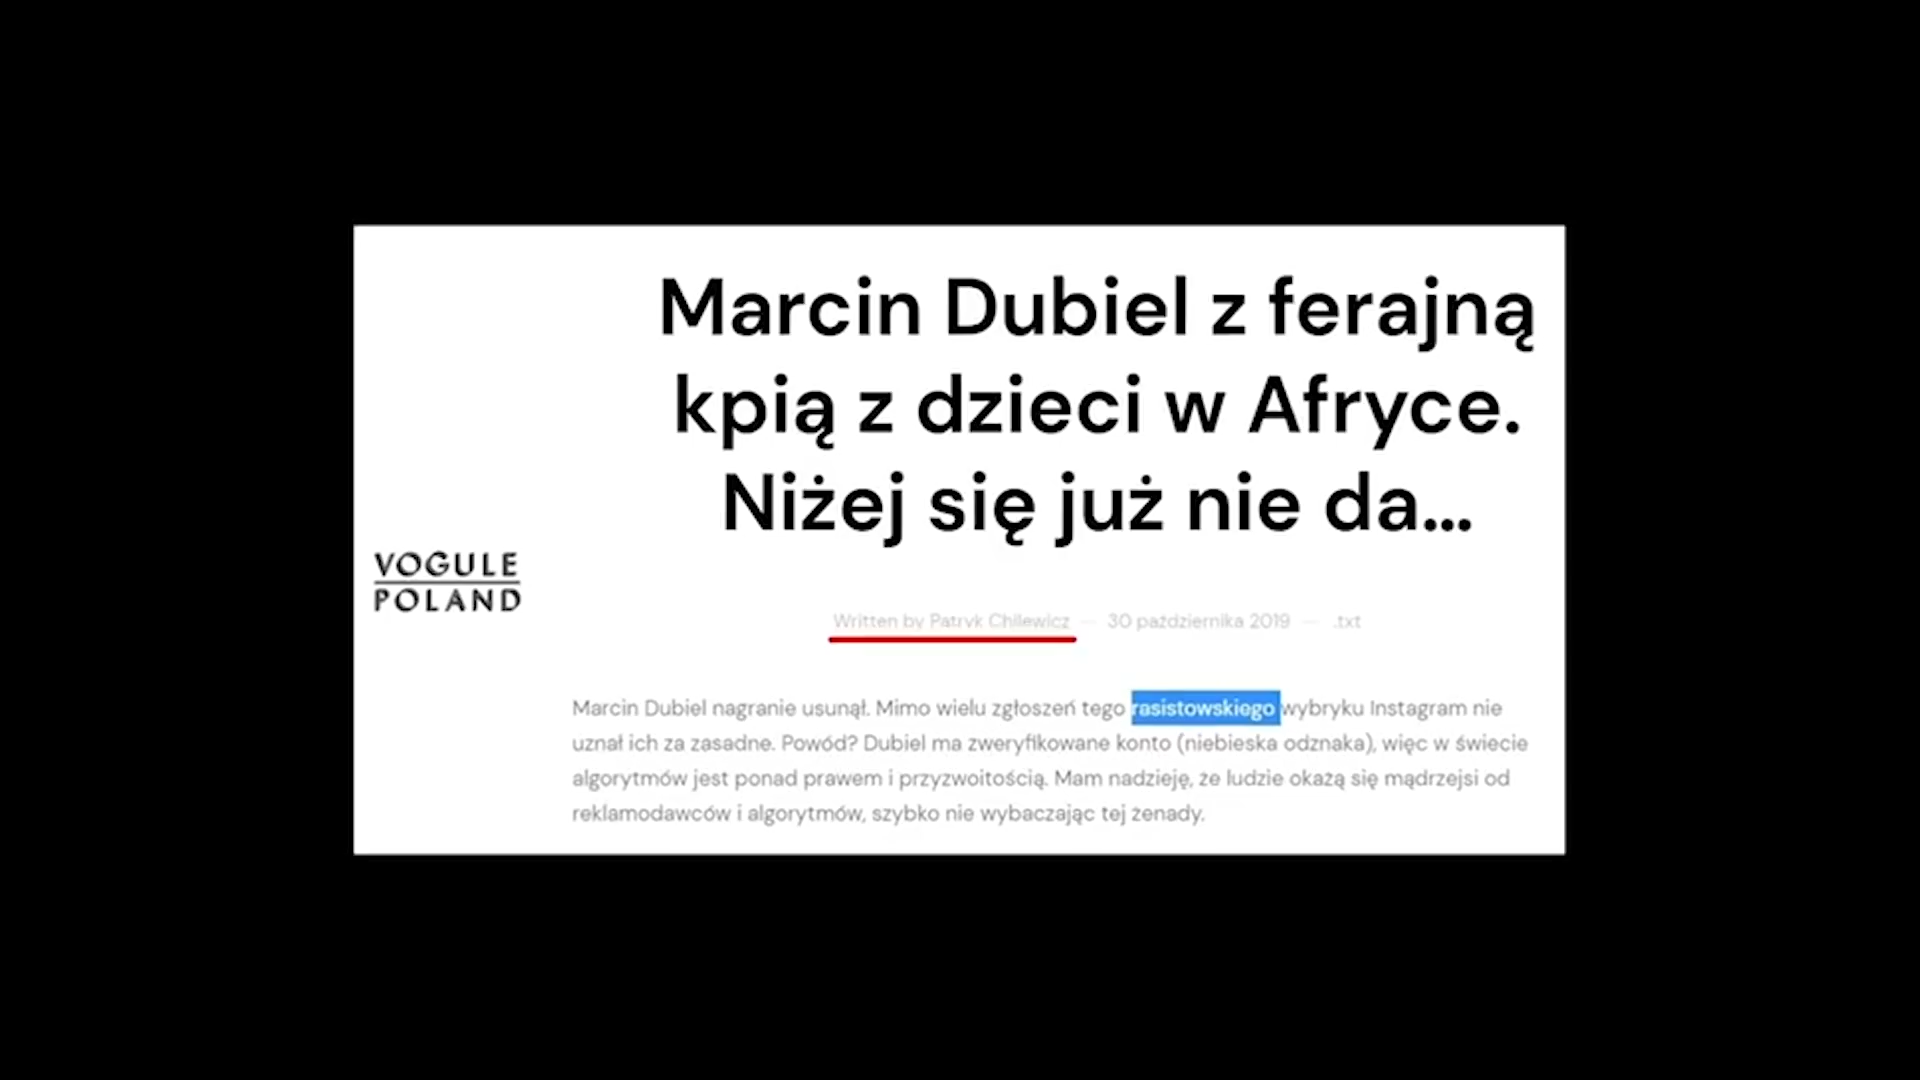 Marcin Dubiel z ferajną
kpią z dzieci w Afryce.
Niżej się już nie da...
VOGULE
POLAND
Written by Patryk Chilewicz — 30 października 2019 — .txt
Marcin Dubiel nagranie usunął. Mimo wielu zgłoszeń tego rasistowskiego wybryku Instagram nie
uznał ich za zasadne. Powód? Dubiel ma zweryfikowane konto (niebieska odznaka), więc w świecie
algorytmów jest ponad prawem i przyzwoitością. Mam nadzieję, że ludzie okażą się mądrzejsi od
reklamodawców i algorytmów, szybko nie wybaczając tej żenady.